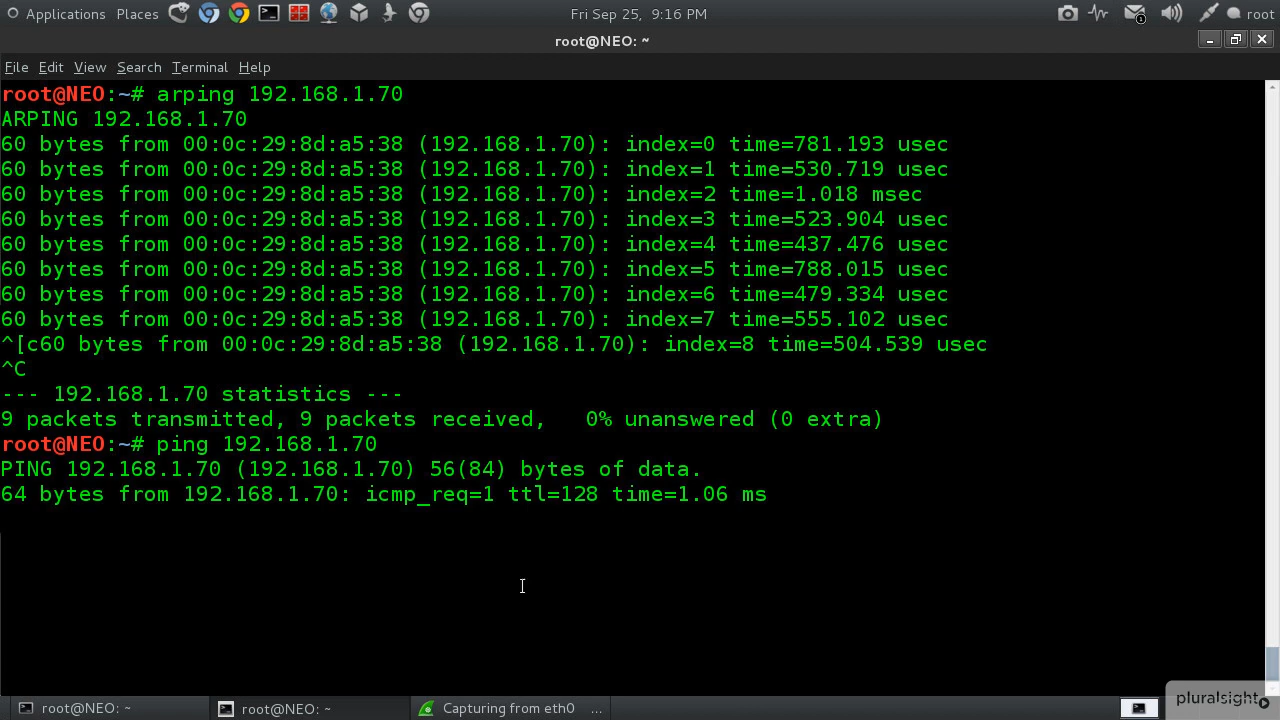 Applications Places Fri Sep 25, 9:16 PM 1 root
root@NEO: ~
File Edit View Search Terminal Help
root@NEO:~# arping 192.168.1.70
ARPING 192.168.1.70
60 bytes from 00:0c:29:8d:a5:38 (192.168.1.70): index=0 time=781.193 usec
60 bytes from 00:0c:29:8d:a5:38 (192.168.1.70): index=1 time=530.719 usec
60 bytes from 00:0c:29:8d:a5:38 (192.168.1.70): index=2 time=1.018 msec
60 bytes from 00:0c:29:8d:a5:38 (192.168.1.70): index=3 time=523.904 usec
60 bytes from 00:0c:29:8d:a5:38 (192.168.1.70): index=4 time=437.476 usec
60 bytes from 00:0c:29:8d:a5:38 (192.168.1.70): index=5 time=788.015 usec
60 bytes from 00:0c:29:8d:a5:38 (192.168.1.70): index=6 time=479.334 usec
60 bytes from 00:0c:29:8d:a5:38 (192.168.1.70): index=7 time=555.102 usec
^[c60 bytes from 00:0c:29:8d:a5:38 (192.168.1.70): index=8 time=504.539 usec
^C
--- 192.168.1.70 statistics ---
9 packets transmitted, 9 packets received,   0% unanswered (0 extra)
root@NEO:~# ping 192.168.1.70
PING 192.168.1.70 (192.168.1.70) 56(84) bytes of data.
64 bytes from 192.168.1.70: icmp_req=1 ttl=128 time=1.06 ms
root@NEO: ~ root@NEO: ~ Capturing from eth0 ... pluralsight